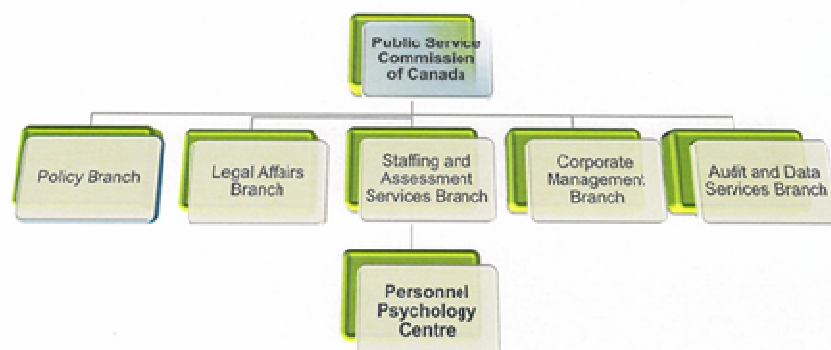 Public Service
Commission
of Canada
Policy Branch
Legal Affairs
Branch
Staffing and
Assessment
Services Branch
Corporate
Management
Branch
Audit and Data
Services Branch
Personnel
Psychology
Centre